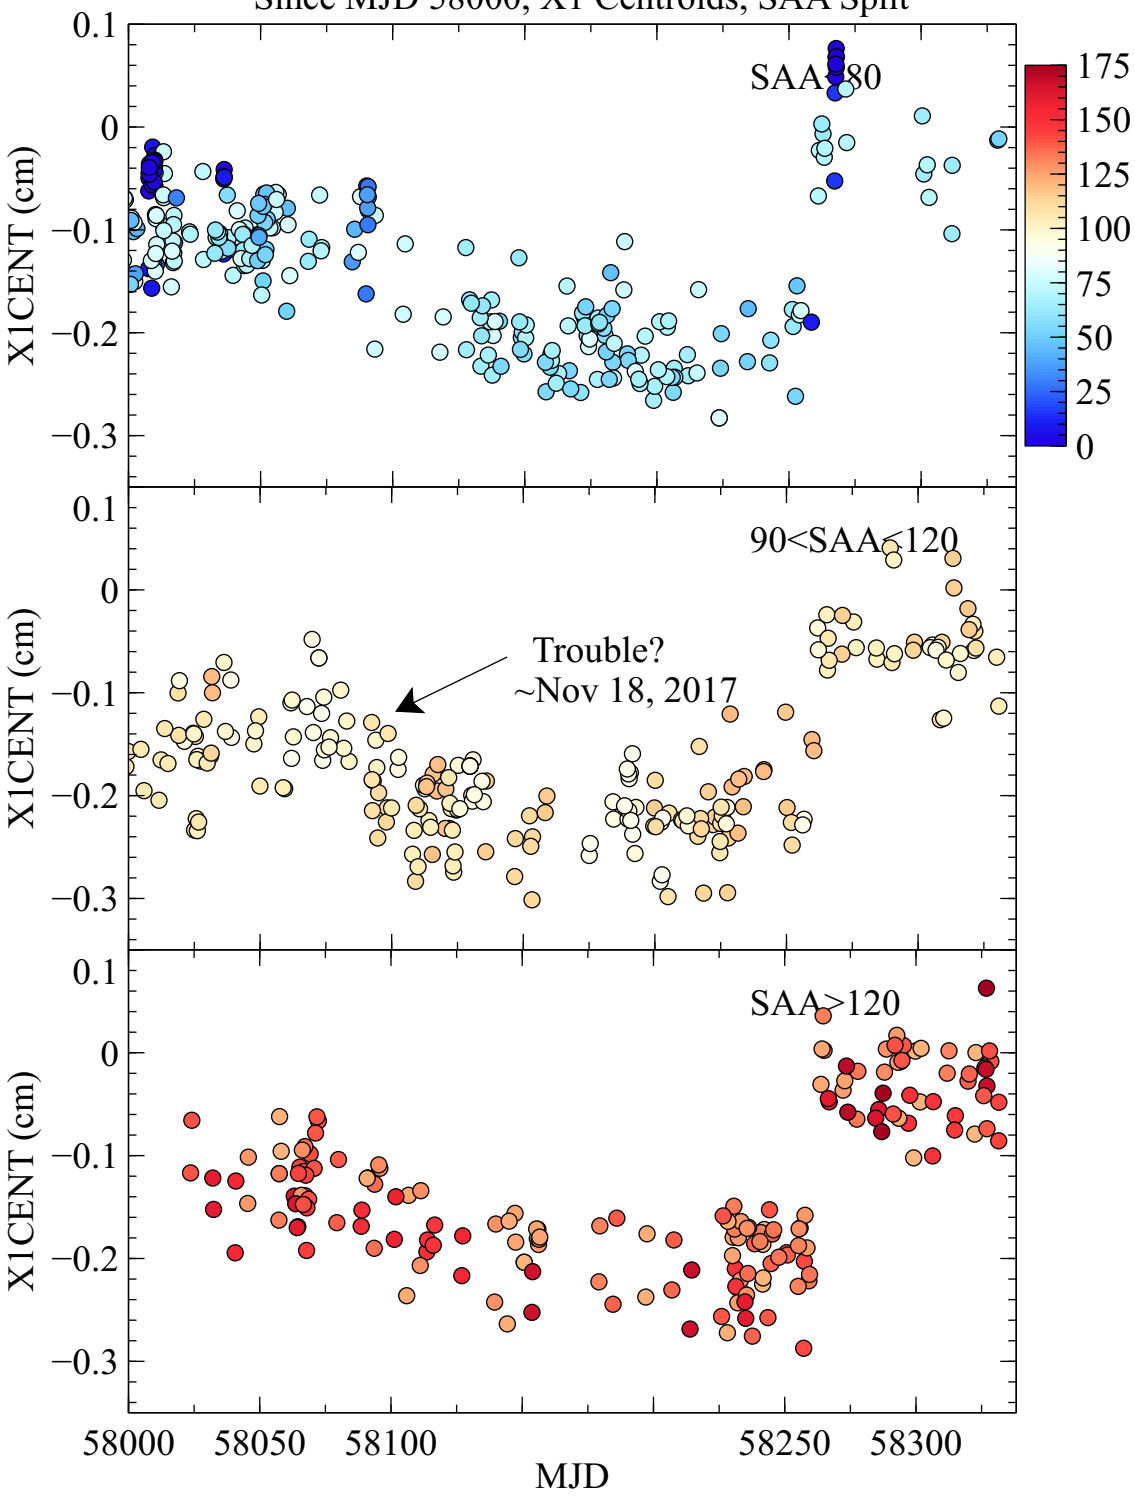 Since MJD 58000, X1 Centroids, SAA Split
0.1
0
−0.1
−0.2
−0.3
X1CENT (cm)
SAA<80
175
150
125
100
75
50
25
0
0.1
0
−0.1
−0.2
−0.3
X1CENT (cm)
90<SAA<120
Trouble?
~Nov 18, 2017
0.1
0
−0.1
−0.2
−0.3
X1CENT (cm)
SAA>120
58000 58050 58100 58250 58300
MJD